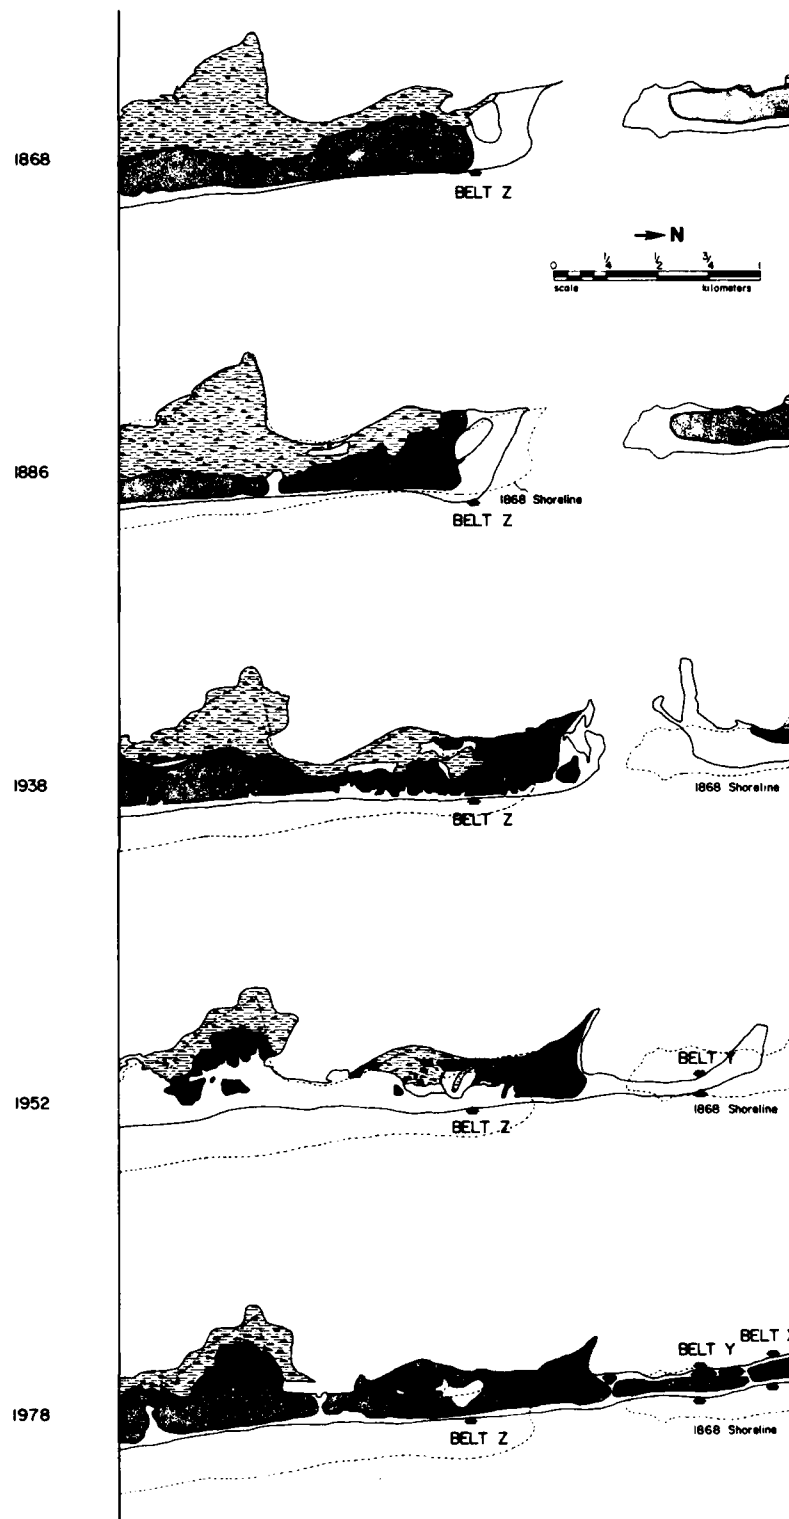 1868
BELT Z
N
0 1/4 1/2 3/4 1
scale kilometers
1886
1868 Shoreline
BELT Z
1938
1868 Shoreline
BELT Z
BELT Y
1952
1868 Shoreline
BELT Z
BELT X
BELT Y
1978
1868 Shoreline
BELT Z